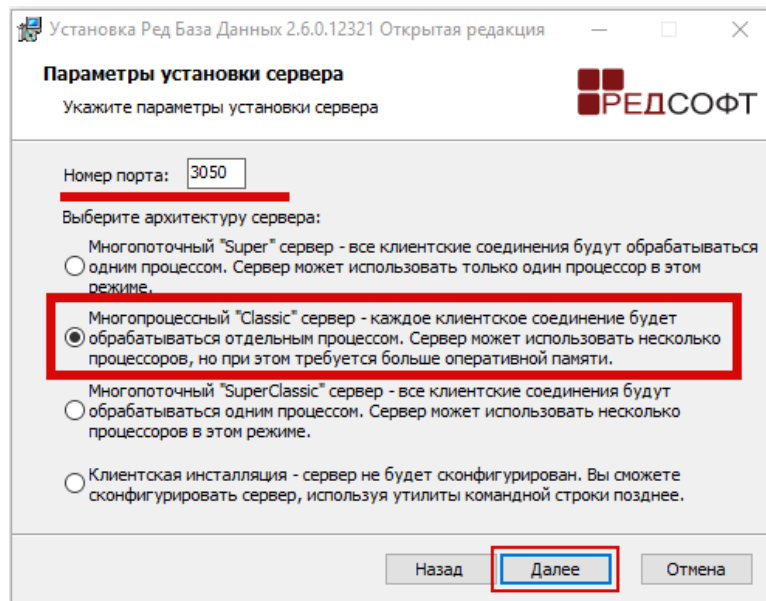 Установка Ред База Данных 2.6.0.12321 Открытая редакция
Параметры установки сервера
Укажите параметры установки сервера
РЕДСОФТ
Номер порта: 3050
Выберите архитектуру сервера:
Многопоточный "Super" сервер - все клиентские соединения будут обрабатываться
одним процессом. Сервер может использовать только один процессор в этом
режиме.
Многопроцессный "Classic" сервер - каждое клиентское соединение будет
обрабатываться отдельным процессом. Сервер может использовать несколько
процессоров, но при этом требуется больше оперативной памяти.
Многопоточный "SuperClassic" сервер - все клиентские соединения будут
обрабатываться одним процессом. Сервер может использовать несколько
процессоров в этом режиме.
Клиентская инсталляция - сервер не будет сконфигурирован. Вы сможете
сконфигурировать сервер, используя утилиты командной строки позднее.
Назад Далее Отмена